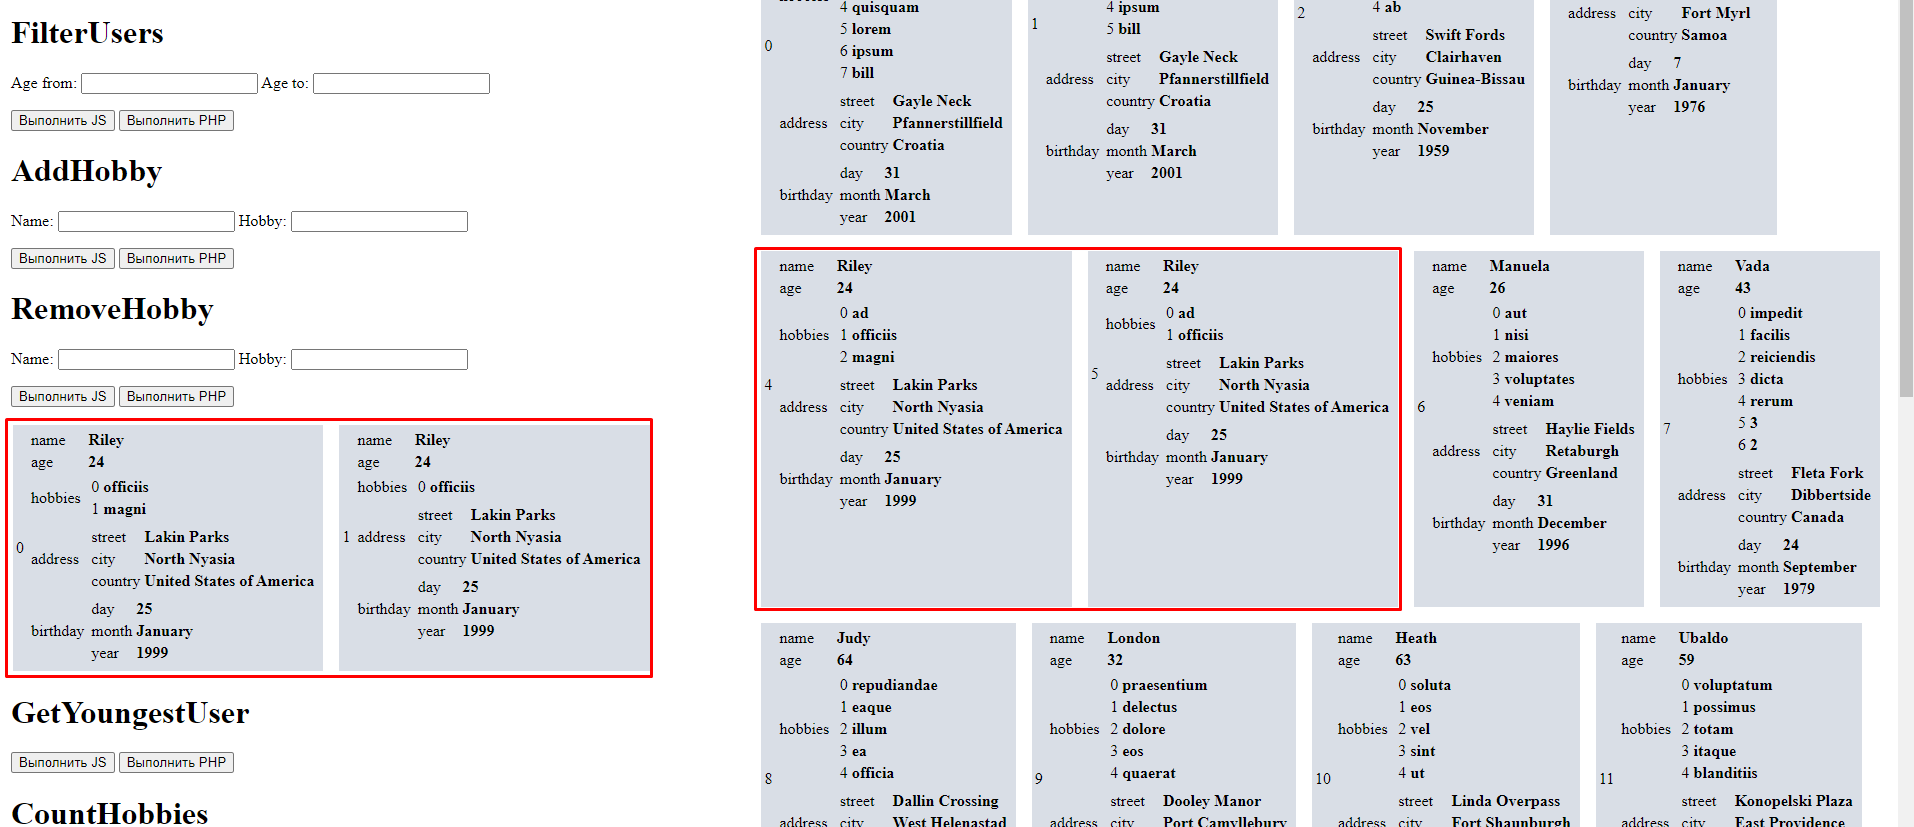 FilterUsers
Age from: Age to:
Выполнить JS Выполнить PHP
AddHobby
Name: Hobby:
Выполнить JS Выполнить PHP
RemoveHobby
Name: Hobby:
Выполнить JS Выполнить PHP
0
name Riley
age 24
hobbies
0 officiis
1 magni
address
street Lakin Parks
city North Nyasia
country United States of America
birthday
day 25
month January
year 1999
1
name Riley
age 24
hobbies 0 officiis
address
street Lakin Parks
city North Nyasia
country United States of America
birthday
day 25
month January
year 1999
GetYoungestUser
Выполнить JS Выполнить PHP
CountHobbies
0
4 quisquam
5 lorem
6 ipsum
7 bill
address
street Gayle Neck
city Pfannerstillfield
country Croatia
birthday
day 31
month March
year 2001
1
4 ipsum
5 bill
address
street Gayle Neck
city Pfannerstillfield
country Croatia
birthday
day 31
month March
year 2001
2
4 ab
address
street Swift Fords
city Clairhaven
country Guinea-Bissau
birthday
day 25
month November
year 1959
address
city Fort Myrl
country Samoa
birthday
day 7
month January
year 1976
4
name Riley
age 24
hobbies
0 ad
1 officiis
2 magni
address
street Lakin Parks
city North Nyasia
country United States of America
birthday
day 25
month January
year 1999
5
name Riley
age 24
hobbies
0 ad
1 officiis
address
street Lakin Parks
city North Nyasia
country United States of America
birthday
day 25
month January
year 1999
6
name Manuela
age 26
hobbies
0 aut
1 nisi
2 maiores
3 voluptates
4 veniam
address
street Haylie Fields
city Retaburgh
country Greenland
birthday
day 31
month December
year 1996
7
name Vada
age 43
hobbies
0 impedit
1 facilis
2 reiciendis
3 dicta
4 rerum
5 3
6 2
address
street Fleta Fork
city Dibbertside
country Canada
birthday
day 24
month September
year 1979
8
name Judy
age 64
hobbies
0 repudiandae
1 eaque
2 illum
3 ea
4 officia
address
street Dallin Crossing
city West Helenastad
9
name London
age 32
hobbies
0 praesentium
1 delectus
2 dolore
3 eos
4 quaerat
address
street Dooley Manor
city Port Camyllebury
10
name Heath
age 63
hobbies
0 soluta
1 eos
2 vel
3 sint
4 ut
address
street Linda Overpass
city Fort Shaunburgh
11
name Ubaldo
age 59
hobbies
0 voluptatum
1 possimus
2 totam
3 itaque
4 blanditiis
address
street Konopelski Plaza
city East Providence